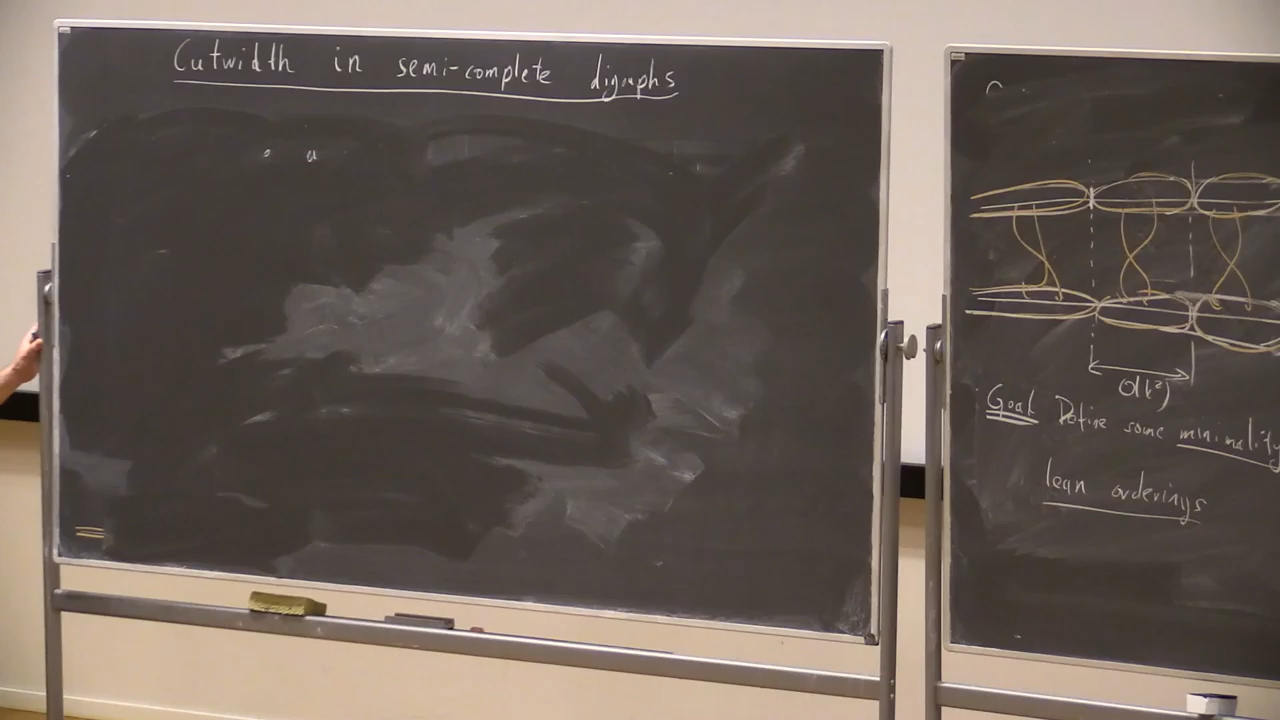 Cutwidth in semi-complete digraphs
O(k²)
Goal Define some minimality
lean orderings